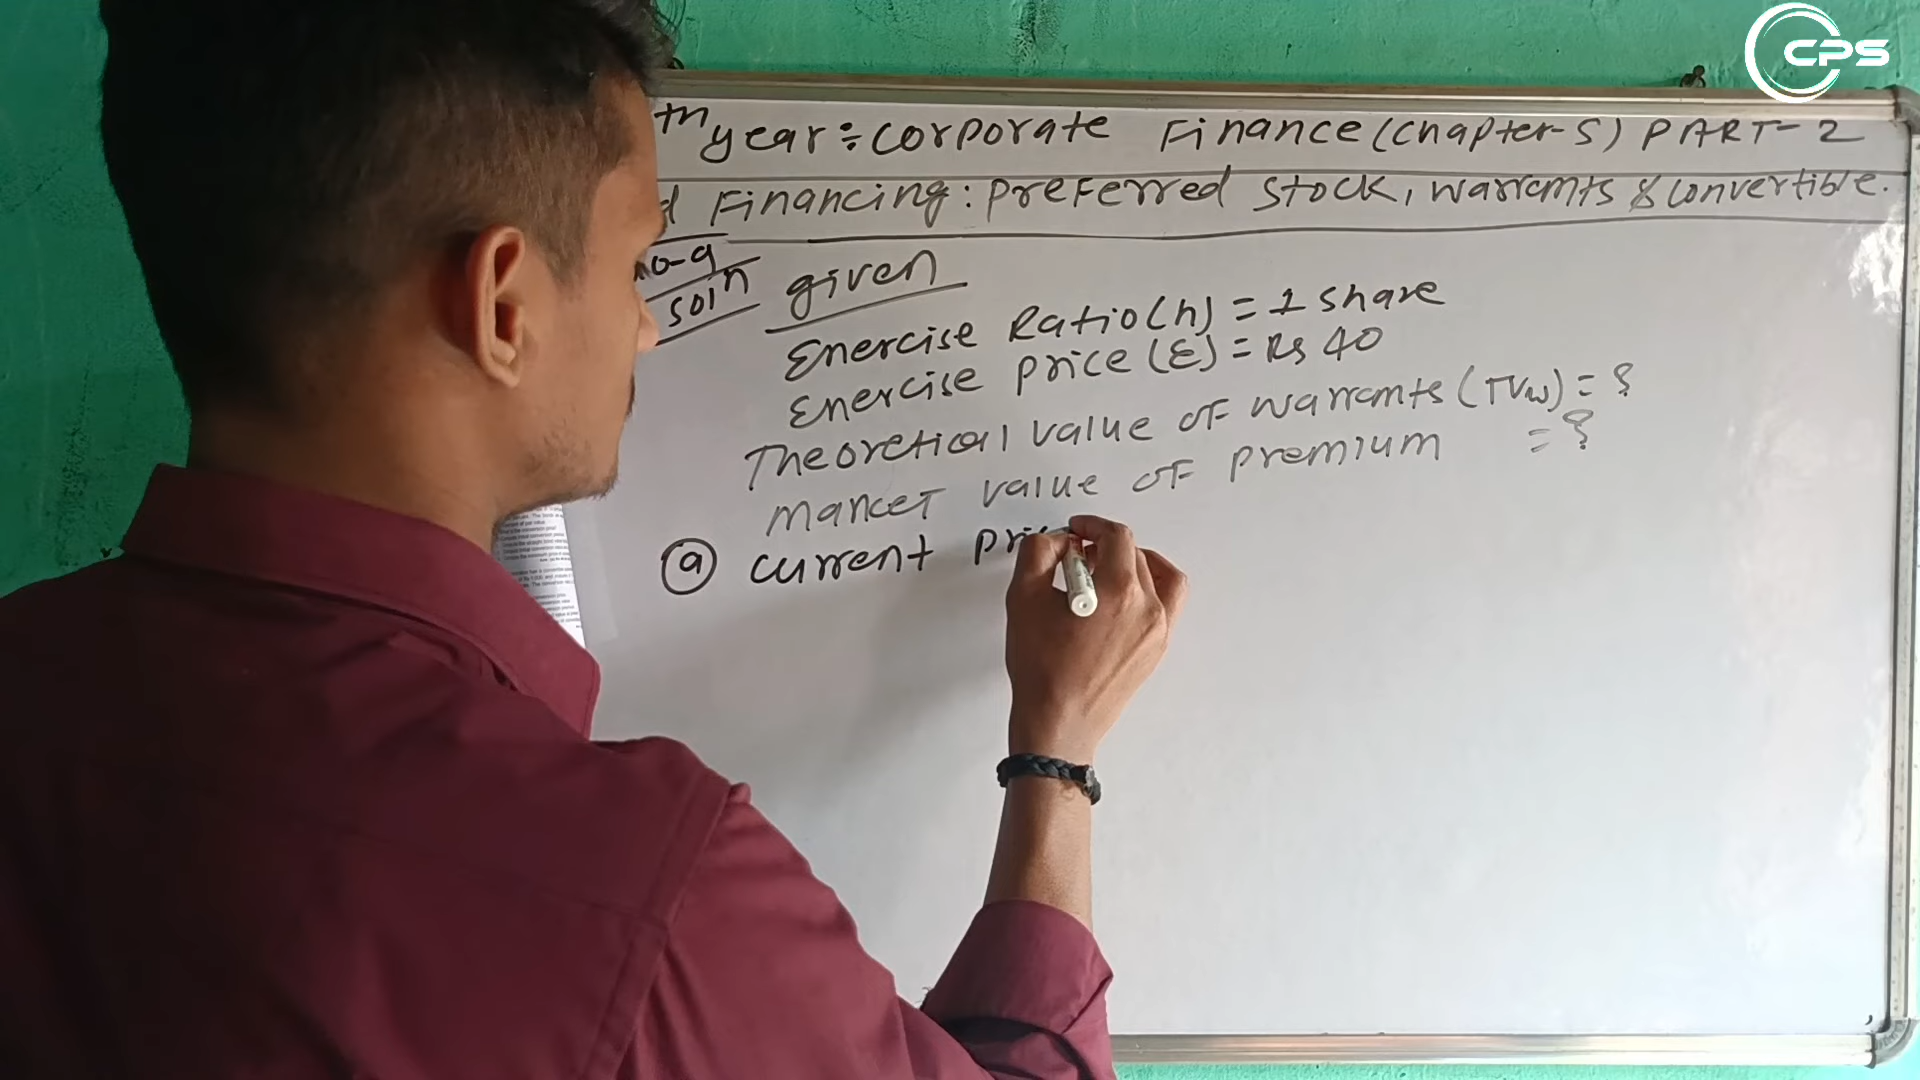 CPS
th year÷corporate Finance (chapter-5) PART-2
d Financing: preferred stock, warrants & convertible.
no-9
soln given
Exercise Ratio(n) = 1 share
Exercise price (E) = Rs 40
Theoretical value of warrants (TVw) = ?
Market value of premium = ?
(a) current pric